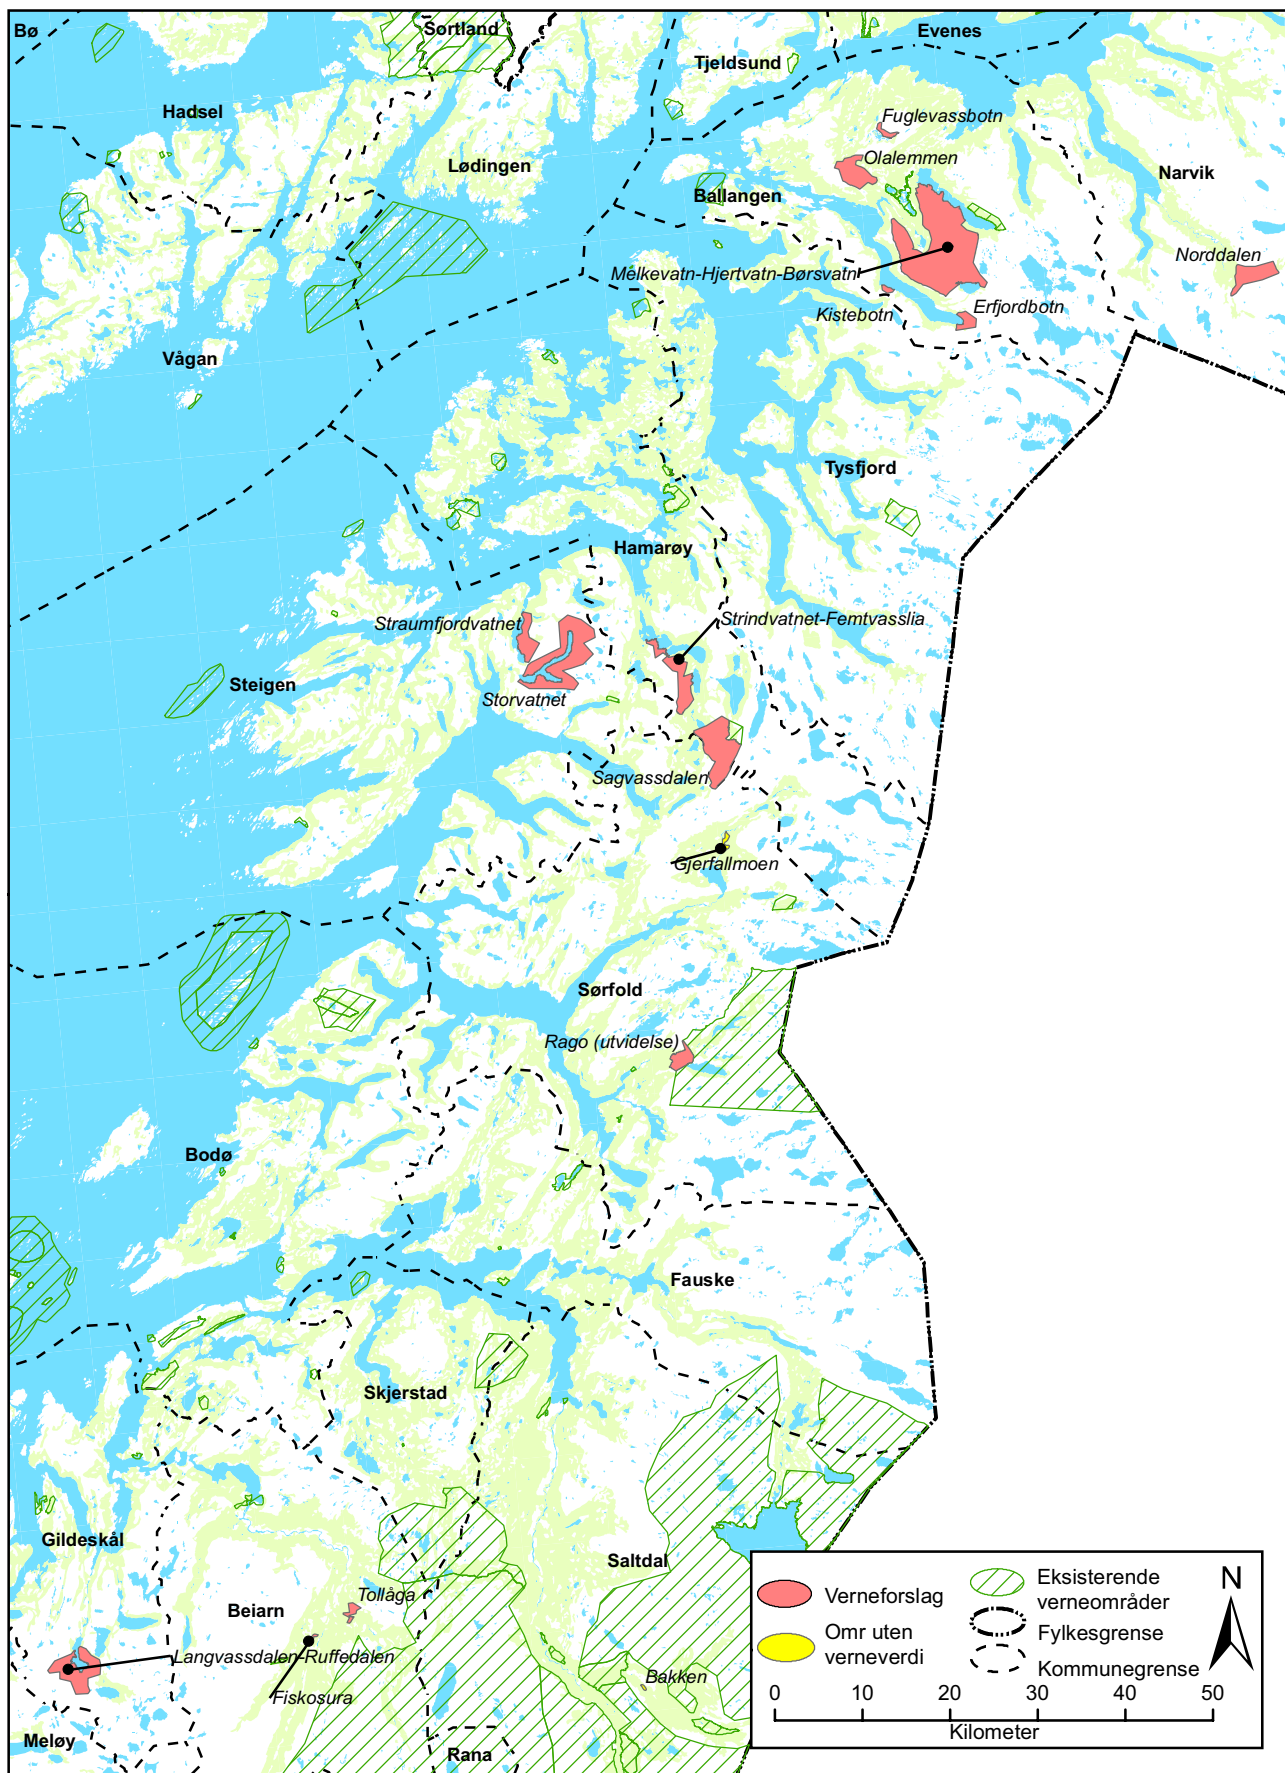 Bø
Sortland
Evenes
Tjeldsund
Hadsel
Fuglevassbotn
Lødingen
Olalemmen
Narvik
Ballangen
Norddalen
Melkevatn-Hjertvatn-Børsvatn
Kistebotn
Erfjordbotn
Vågan
Tysfjord
Hamarøy
Straumfjordvatnet
Strindvatnet-Femtvasslia
Steigen
Storvatnet
Sagvassdalen
Gjerfallmoen
Sørfold
Rago (utvidelse)
Bodø
Fauske
Skjerstad
Gildeskål
Saltdal
Tollåga
Beiarn
Langvassdalen-Ruffedalen
Bakken
Fiskosura
Meløy
Rana
Verneforslag
Omr uten
verneverdi
Eksisterende
verneområder
Fylkesgrense
Kommunegrense
N
0 10 20 30 40 50
Kilometer